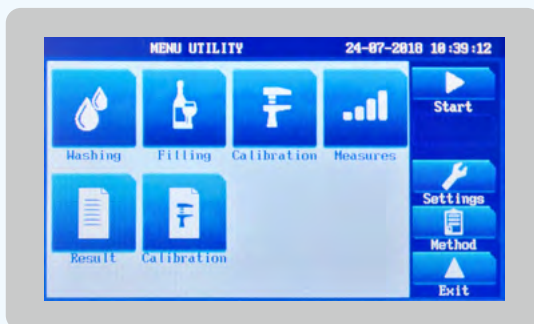 MENU UTILITY 24-07-2018 10:39:12
Washing Filling Calibration Measures
Start
Result Calibration
Settings
Method
Exit